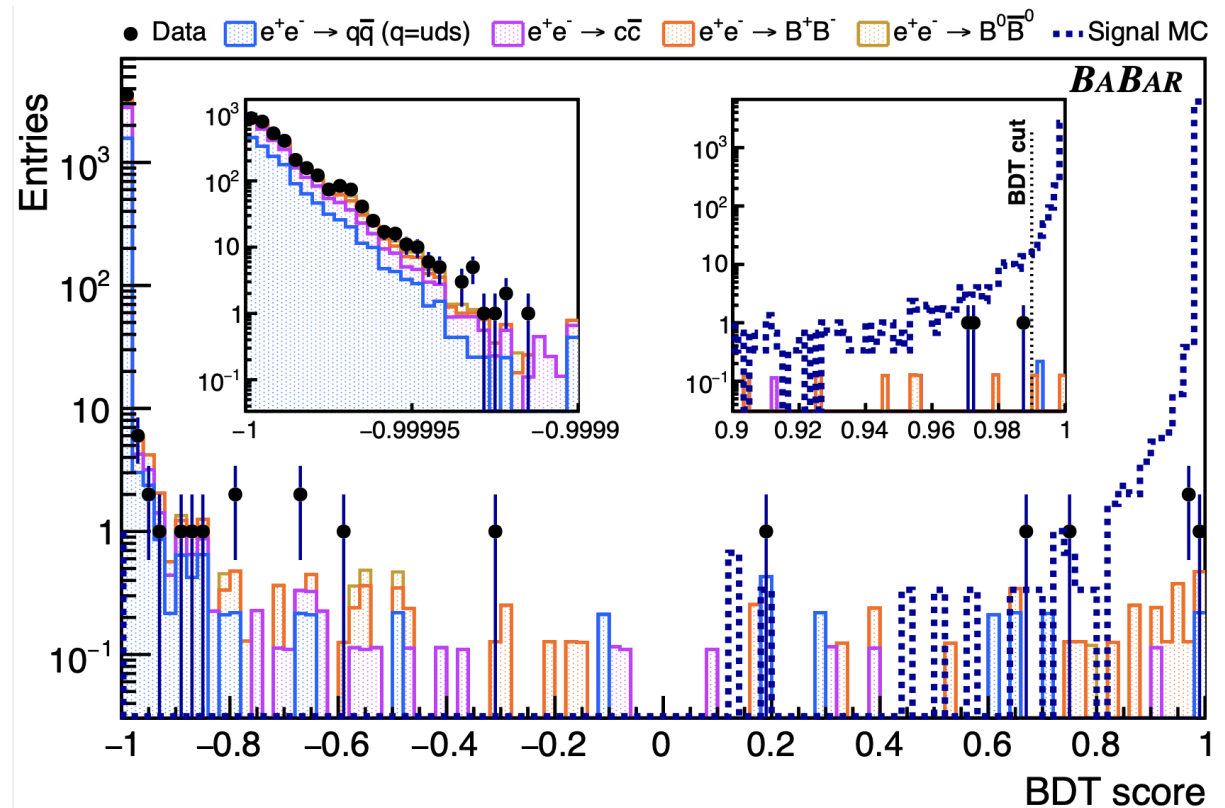 Data e⁺e⁻ → qq̄ (q=uds) e⁺e⁻ → cc̄ e⁺e⁻ → B⁺B⁻ e⁺e⁻ → B⁰B̄⁰ Signal MC
BABAR
Entries
10³
10²
10
1
10⁻¹
10³
10²
10
1
10⁻¹
−1 −0.99995 −0.9999
BDT cut
10³
10²
10
1
10⁻¹
0.9 0.92 0.94 0.96 0.98 1
−1 −0.8 −0.6 −0.4 −0.2 0 0.2 0.4 0.6 0.8 1
BDT score